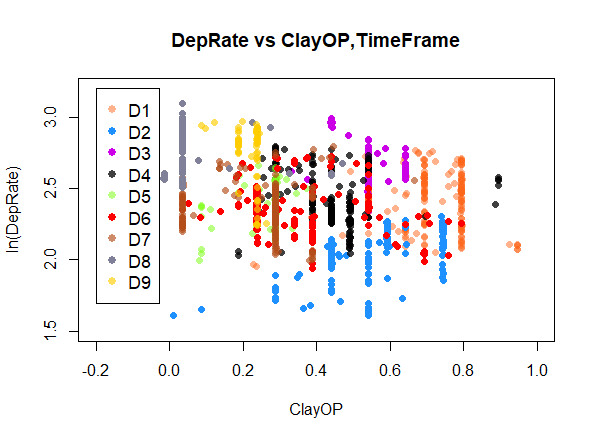 DepRate vs ClayOP,TimeFrame
ln(DepRate)
3.0
2.5
2.0
1.5
D1
D2
D3
D4
D5
D6
D7
D8
D9
-0.2 0.0 0.2 0.4 0.6 0.8 1.0
ClayOP